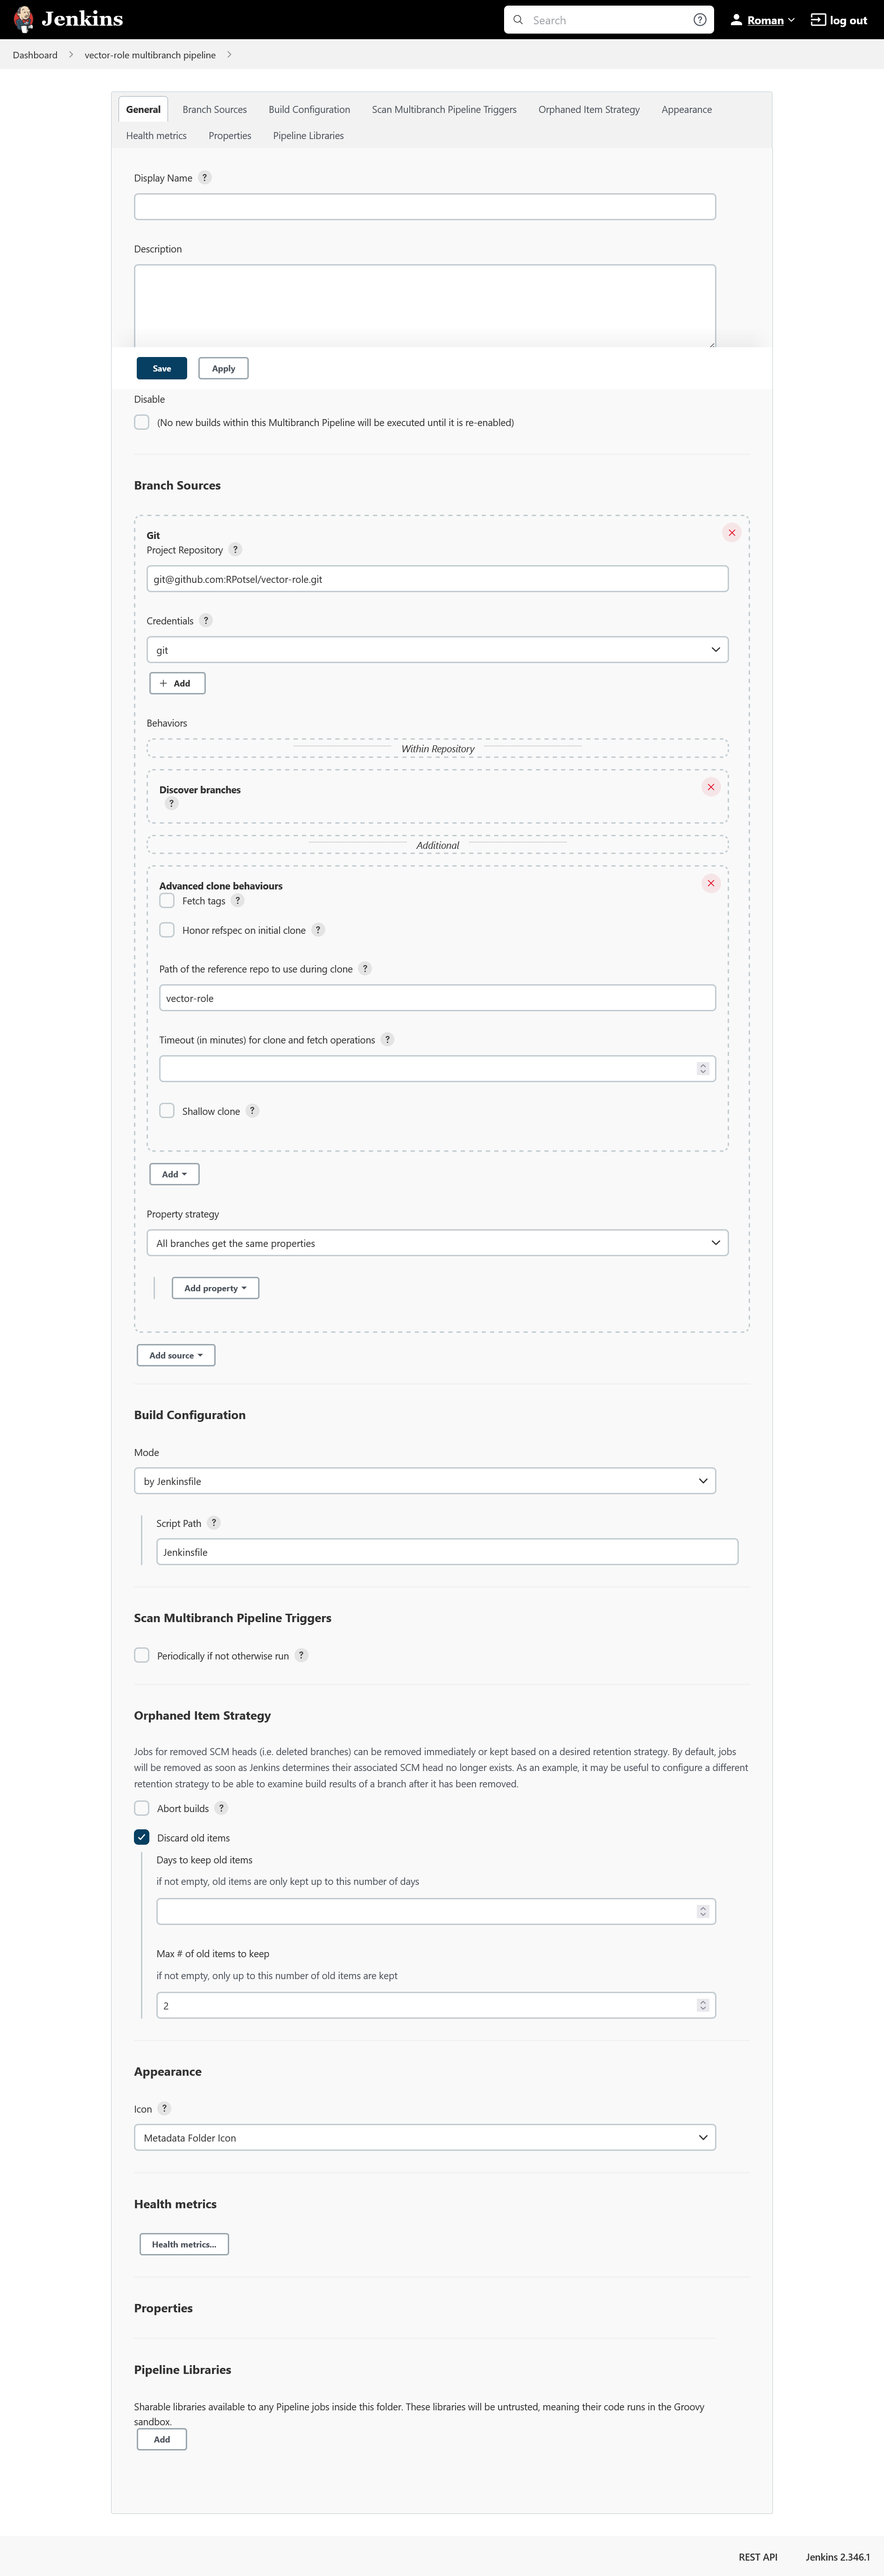 Jenkins
Search
Roman
log out
Dashboard
vector-role multibranch pipeline
General Branch Sources Build Configuration Scan Multibranch Pipeline Triggers Orphaned Item Strategy Appearance
Health metrics Properties Pipeline Libraries
Display Name ?
Description
Save Apply
Disable
(No new builds within this Multibranch Pipeline will be executed until it is re-enabled)
Branch Sources
Git
Project Repository ?
git@github.com:RPotsel/vector-role.git
Credentials ?
git
+ Add
Behaviors
Within Repository
Discover branches
?
Additional
Advanced clone behaviours
Fetch tags ?
Honor refspec on initial clone ?
Path of the reference repo to use during clone ?
vector-role
Timeout (in minutes) for clone and fetch operations ?
Shallow clone ?
Add
Property strategy
All branches get the same properties
Add property
Add source
Build Configuration
Mode
by Jenkinsfile
Script Path ?
Jenkinsfile
Scan Multibranch Pipeline Triggers
Periodically if not otherwise run ?
Orphaned Item Strategy
Jobs for removed SCM heads (i.e. deleted branches) can be removed immediately or kept based on a desired retention strategy. By default, jobs
will be removed as soon as Jenkins determines their associated SCM head no longer exists. As an example, it may be useful to configure a different
retention strategy to be able to examine build results of a branch after it has been removed.
Abort builds ?
Discard old items
Days to keep old items
if not empty, old items are only kept up to this number of days
Max # of old items to keep
if not empty, only up to this number of old items are kept
2
Appearance
Icon ?
Metadata Folder Icon
Health metrics
Health metrics...
Properties
Pipeline Libraries
Sharable libraries available to any Pipeline jobs inside this folder. These libraries will be untrusted, meaning their code runs in the Groovy
sandbox.
Add
REST API Jenkins 2.346.1